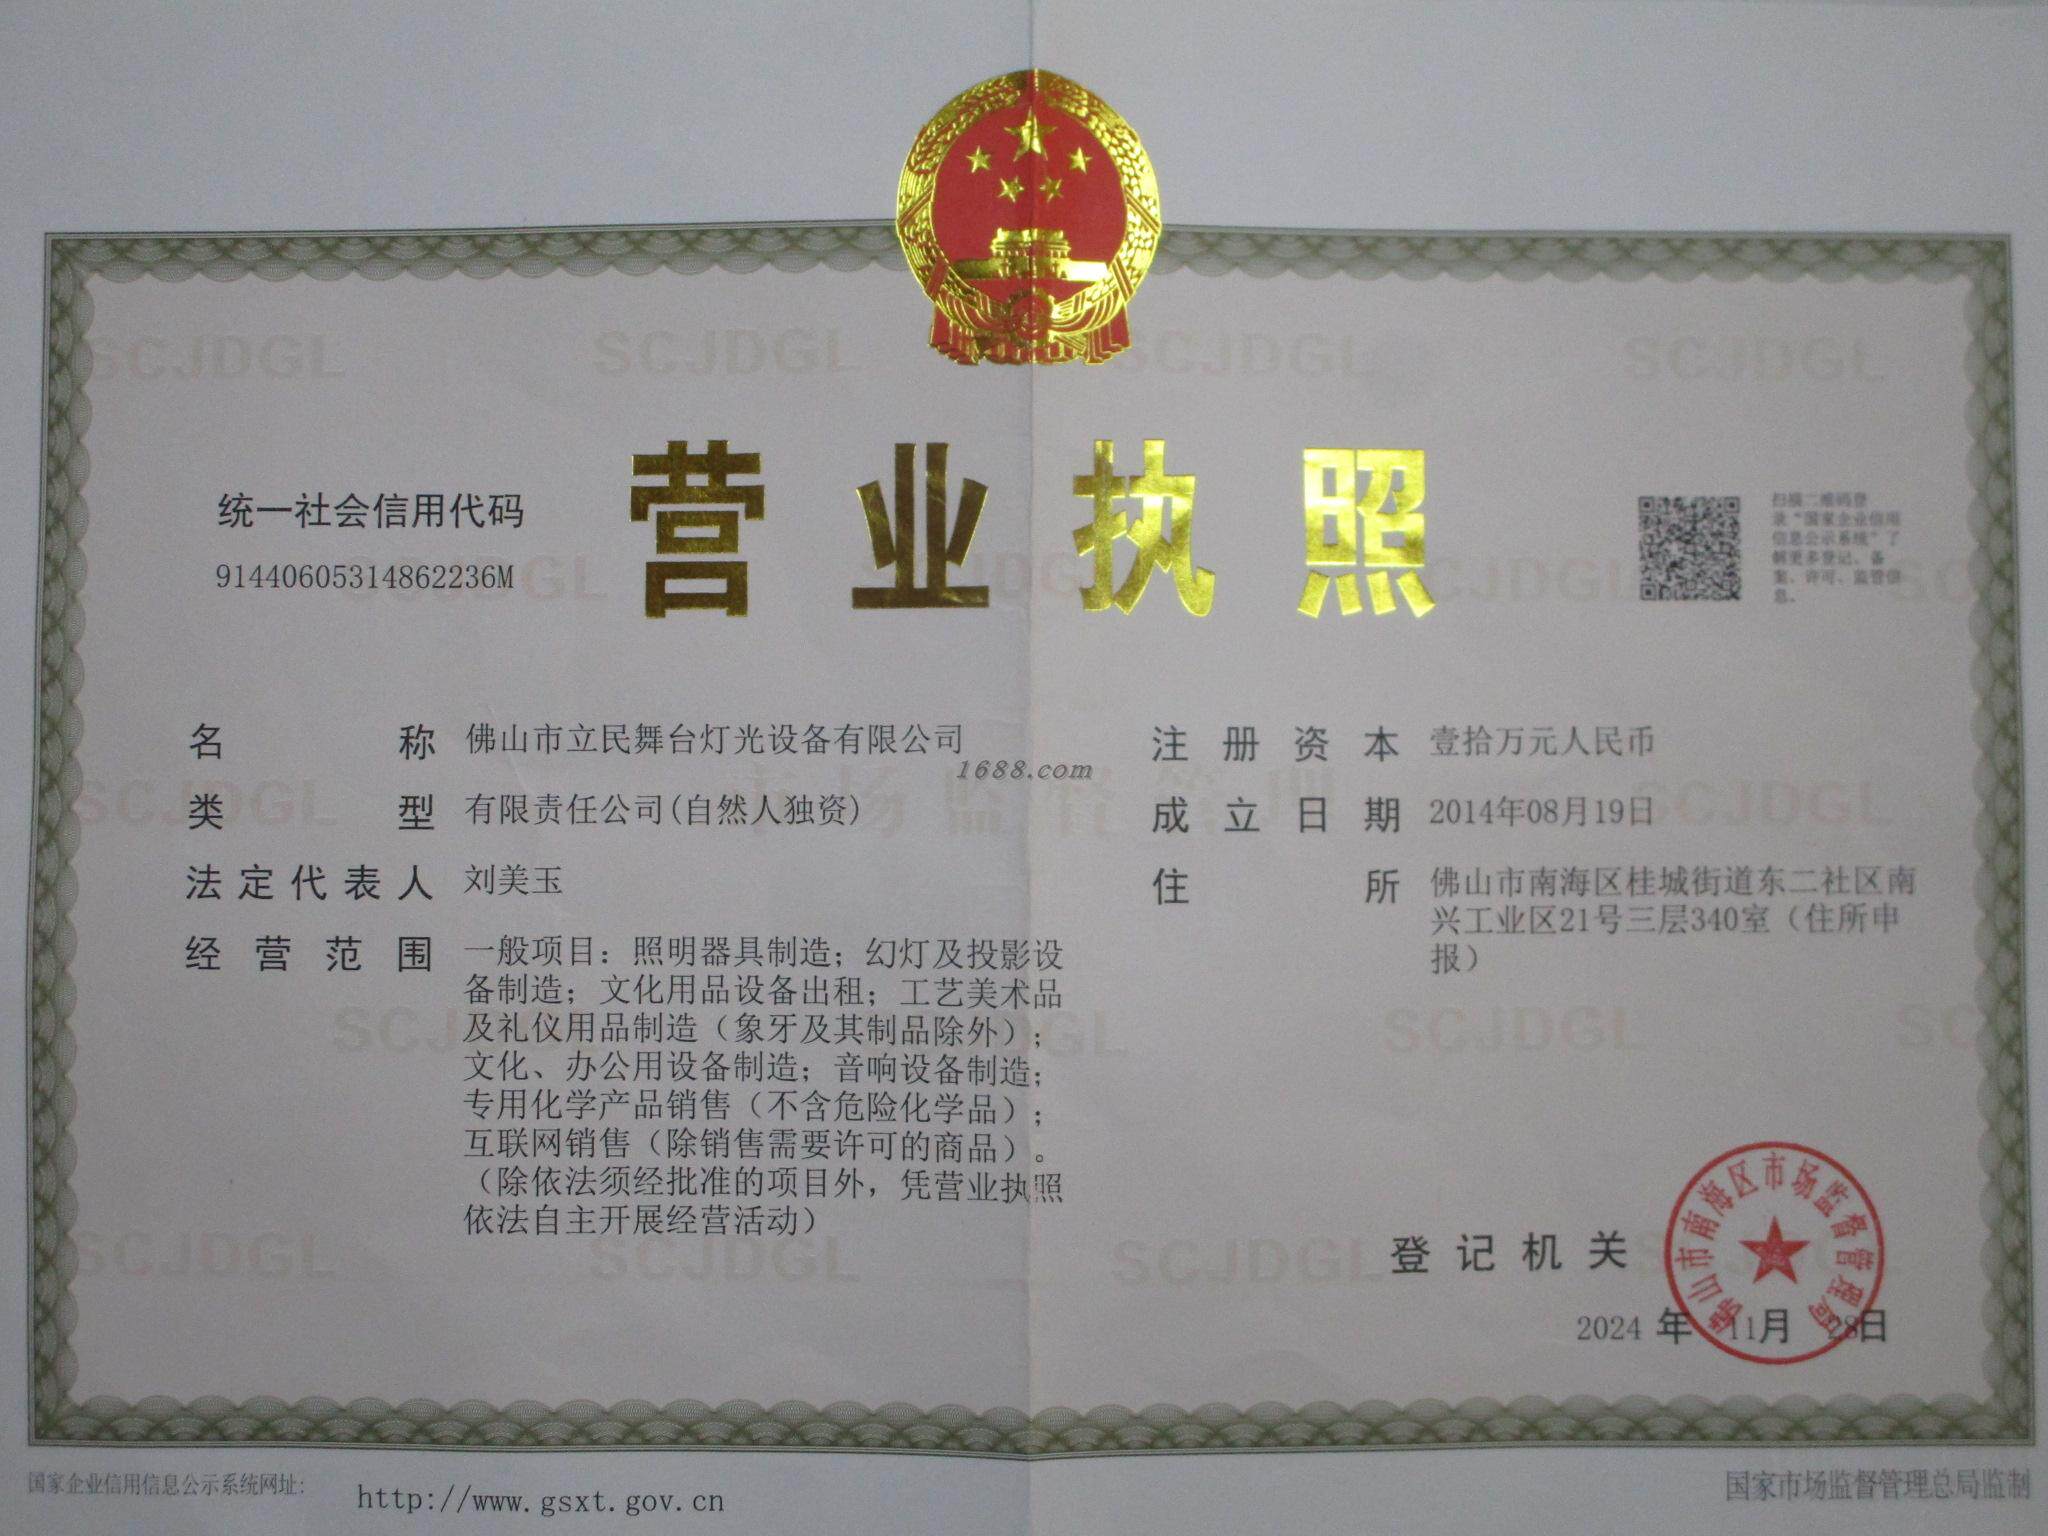 营业执照
统一社会信用代码
91440605314862236M
扫描二维码登
录“国家企业信用
信息公示系统”了
解更多登记、备
案、许可、监管信
息。
名称 佛山市立民舞台灯光设备有限公司
类型 有限责任公司(自然人独资)
法定代表人 刘美玉
经营范围 一般项目：照明器具制造；幻灯及投影设
备制造；文化用品设备出租；工艺美术品
及礼仪用品制造（象牙及其制品除外）；
文化、办公用设备制造；音响设备制造；
专用化学产品销售（不含危险化学品）；
互联网销售（除销售需要许可的商品）。
（除依法须经批准的项目外，凭营业执照
依法自主开展经营活动）
注册资本 壹拾万元人民币
成立日期 2014年08月19日
住所 佛山市南海区桂城街道东二社区南
兴工业区21号三层340室（住所申
报）
1688.com
市场监督管理
SCJDGL
登记机关
佛山市南海区市场监督管理局
2024年11月28日
国家企业信用信息公示系统网址：
http://www.gsxt.gov.cn
国家市场监督管理总局监制